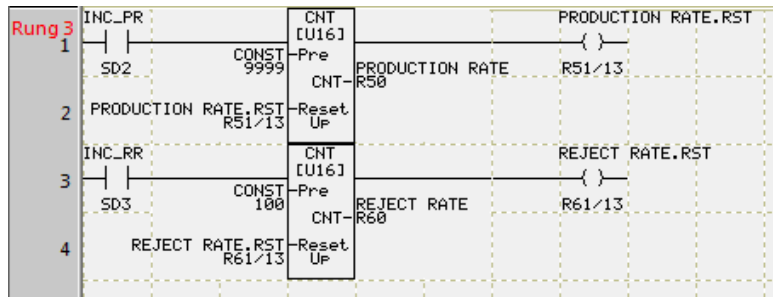 INC_PR CNT PRODUCTION RATE.RST
Rung 3 [U16]
1 ( )
CONST Pre
SD2 9999 PRODUCTION RATE R51/13
CNT R50
2 PRODUCTION RATE.RST Reset
R51/13 Up
INC_RR CNT REJECT RATE.RST
[U16]
3 ( )
CONST Pre
SD3 100 REJECT RATE R61/13
CNT R60
4 REJECT RATE.RST Reset
R61/13 Up